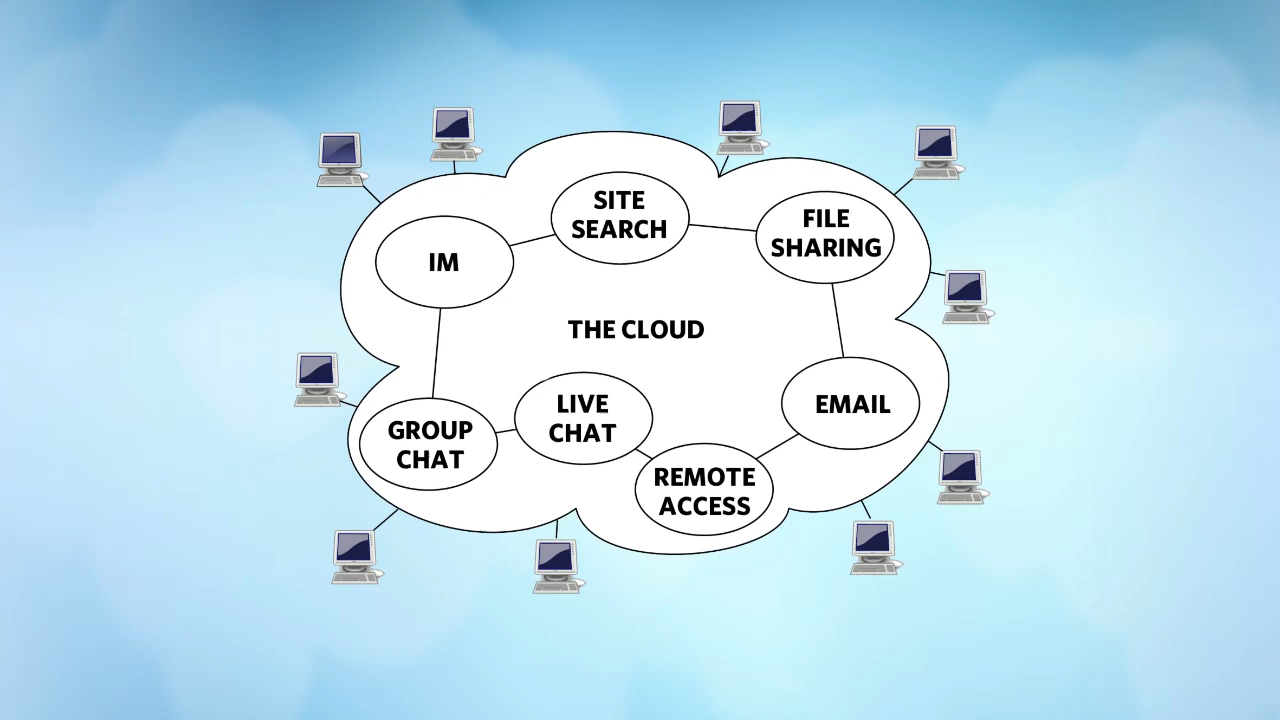 SITE
SEARCH
FILE
SHARING
IM
THE CLOUD
LIVE
CHAT
EMAIL
GROUP
CHAT
REMOTE
ACCESS